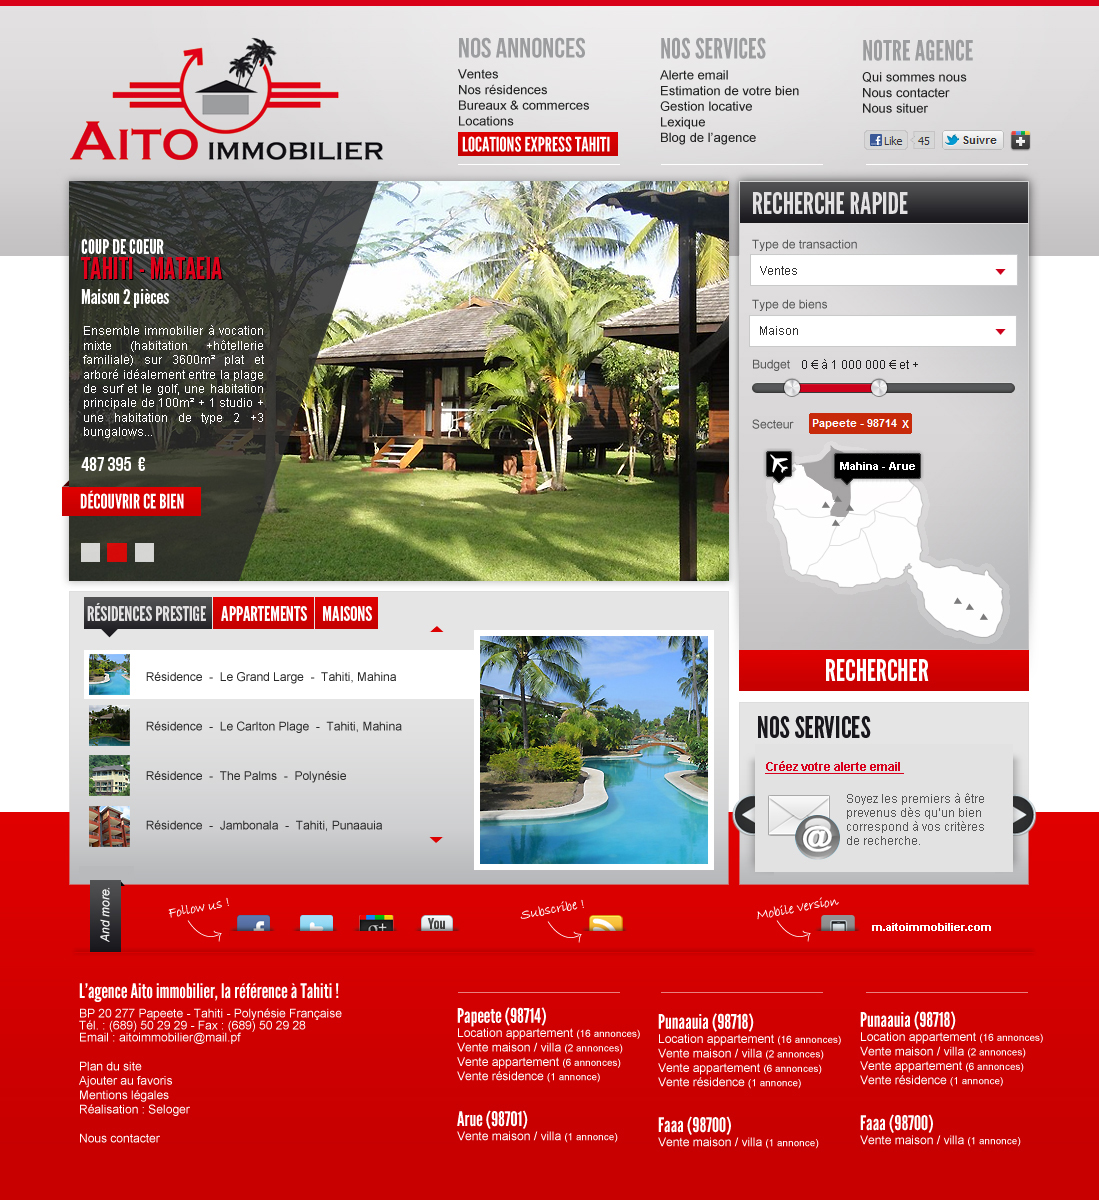 AITO IMMOBILIER
NOS ANNONCES
Ventes
Nos résidences
Bureaux & commerces
Locations
LOCATIONS EXPRESS TAHITI
NOS SERVICES
Alerte email
Estimation de votre bien
Gestion locative
Lexique
Blog de l'agence
NOTRE AGENCE
Qui sommes nous
Nous contacter
Nous situer
Like
45
Suivre
COUP DE COEUR
TAHITI - MATAEIA
Maison 2 pièces
Ensemble immobilier à vocation
mixte (habitation +hôtellerie
familiale) sur 3600m² plat et
arboré idéalement entre la plage
de surf et le golf, une habitation
principale de 100m² + 1 studio +
une habitation de type 2 +3
bungalows...
487 395 €
DÉCOUVRIR CE BIEN
RECHERCHE RAPIDE
Type de transaction
Ventes
Type de biens
Maison
Budget 0 € à 1 000 000 € et +
Secteur
Papeete - 98714 X
Mahina - Arue
RECHERCHER
RÉSIDENCES PRESTIGE
APPARTEMENTS
MAISONS
Résidence - Le Grand Large - Tahiti, Mahina
Résidence - Le Carlton Plage - Tahiti, Mahina
Résidence - The Palms - Polynésie
Résidence - Jambonala - Tahiti, Punaauia
NOS SERVICES
Créez votre alerte email
@
Soyez les premiers à être
prevenus dès qu'un bien
correspond à vos critères
de recherche.
And more.
Follow us !
f
g+
You
Subscribe !
Mobile version
m.aitoimmobilier.com
L'agence Aito immobilier, la référence à Tahiti !
BP 20 277 Papeete - Tahiti - Polynésie Française
Tél. : (689) 50 29 29 - Fax : (689) 50 29 28
Email : aitoimmobilier@mail.pf
Plan du site
Ajouter au favoris
Mentions légales
Réalisation : Seloger
Nous contacter
Papeete (98714)
Location appartement (16 annonces)
Vente maison / villa (2 annonces)
Vente appartement (6 annonces)
Vente résidence (1 annonce)
Arue (98701)
Vente maison / villa (1 annonce)
Punaauia (98718)
Location appartement (16 annonces)
Vente maison / villa (2 annonces)
Vente appartement (6 annonces)
Vente résidence (1 annonce)
Faaa (98700)
Vente maison / villa (1 annonce)
Punaauia (98718)
Location appartement (16 annonces)
Vente maison / villa (2 annonces)
Vente appartement (6 annonces)
Vente résidence (1 annonce)
Faaa (98700)
Vente maison / villa (1 annonce)